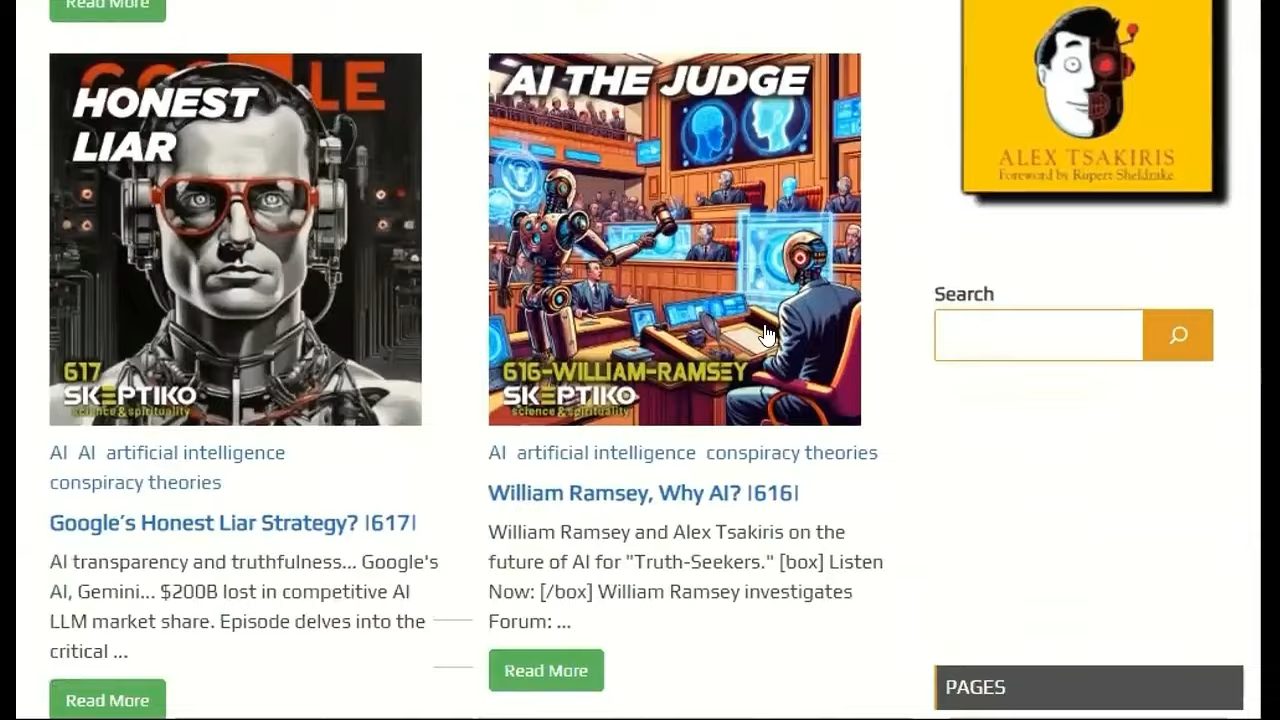 Read More
GOOGLE
HONEST
LIAR
617
SKEPTIKO
science & spirituality
AI AI artificial intelligence
conspiracy theories
Google's Honest Liar Strategy? |617|
AI transparency and truthfulness... Google's
AI, Gemini... $200B lost in competitive AI
LLM market share. Episode delves into the
critical ...
Read More
AI THE JUDGE
616-WILLIAM-RAMSEY
SKEPTIKO
science & spirituality
AI artificial intelligence conspiracy theories
William Ramsey, Why AI? |616|
William Ramsey and Alex Tsakiris on the
future of AI for "Truth-Seekers." [box] Listen
Now: [/box] William Ramsey investigates
Forum: ...
Read More
ALEX TSAKIRIS
Foreword by Rupert Sheldrake
Search
PAGES